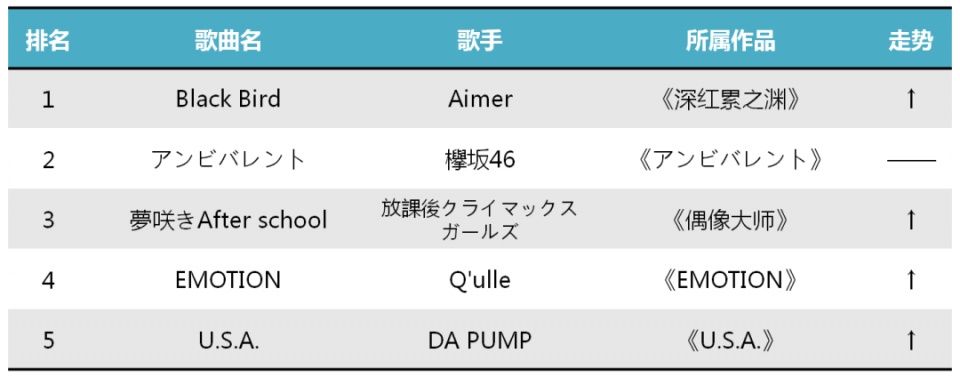 排名 歌曲名 歌手 所属作品 走势
1 Black Bird Aimer 《深红累之渊》 ↑
2 アンビバレント 欅坂46 《アンビバレント》 ——
3 夢咲きAfter school 放課後クライマックス 《偶像大师》 ↑
ガールズ
4 EMOTION Q'ulle 《EMOTION》 ↑
5 U.S.A. DA PUMP 《U.S.A.》 ↑